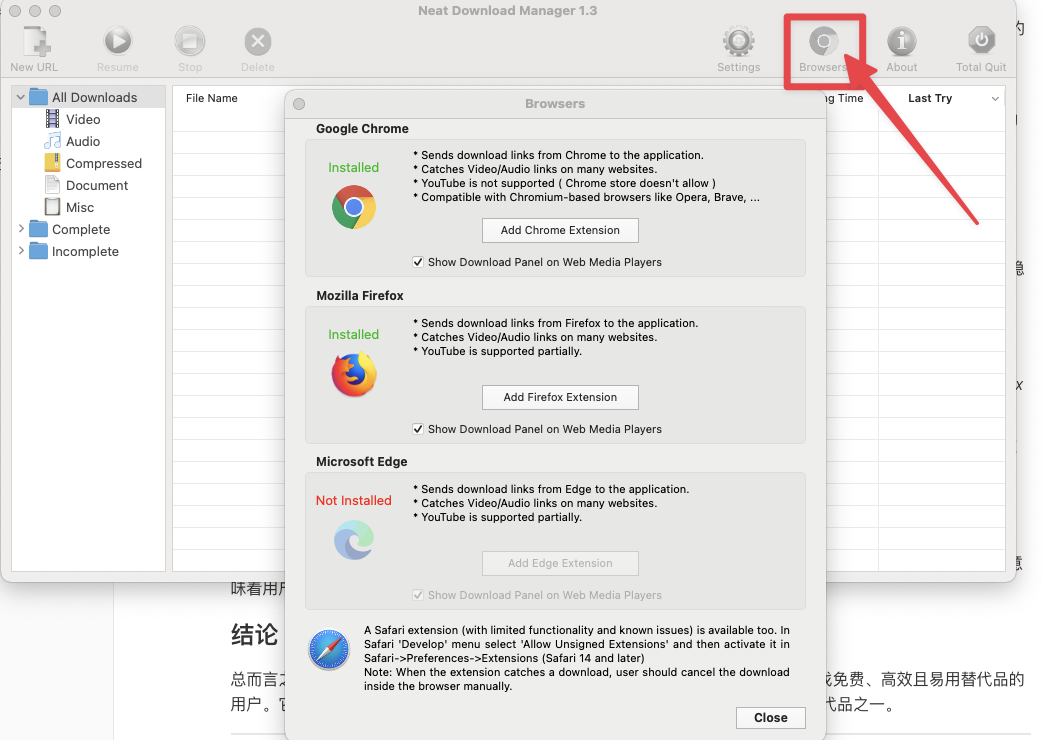 Neat Download Manager 1.3
New URL
Resume
Stop
Delete
Settings
Browsers
About
Total Quit
的
All Downloads
Video
Audio
Compressed
Document
Misc
Complete
Incomplete
File Name
ng Time
Last Try
Browsers
Google Chrome
Installed
* Sends download links from Chrome to the application.
* Catches Video/Audio links on many websites.
* YouTube is not supported ( Chrome store doesn't allow )
* Compatible with Chromium-based browsers like Opera, Brave, ...
Add Chrome Extension
Show Download Panel on Web Media Players
Mozilla Firefox
Installed
* Sends download links from Firefox to the application.
* Catches Video/Audio links on many websites.
* YouTube is supported partially.
Add Firefox Extension
Show Download Panel on Web Media Players
Microsoft Edge
Not Installed
* Sends download links from Edge to the application.
* Catches Video/Audio links on many websites.
* YouTube is supported partially.
Add Edge Extension
Show Download Panel on Web Media Players
A Safari extension (with limited functionality and known issues) is available too. In
Safari 'Develop' menu select 'Allow Unsigned Extensions' and then activate it in
Safari->Preferences->Extensions (Safari 14 and later)
Note: When the extension catches a download, user should cancel the download
inside the browser manually.
Close
隐
x
意
味着用户
结论
总而言之
找免费、高效且易用替代品的
用户。它
代品之一。